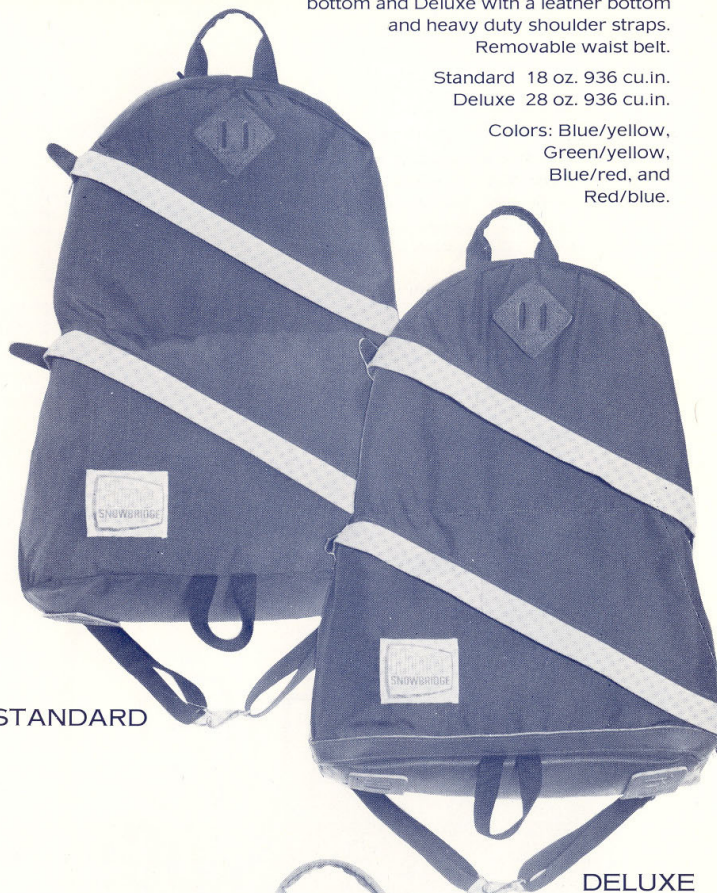 bottom and Deluxe with a leather bottom
and heavy duty shoulder straps.
Removable waist belt.
Standard 18 oz. 936 cu.in.
Deluxe 28 oz. 936 cu.in.
Colors: Blue/yellow,
Green/yellow,
Blue/red, and
Red/blue.
SNOWBRIDGE
SNOWBRIDGE
STANDARD
DELUXE